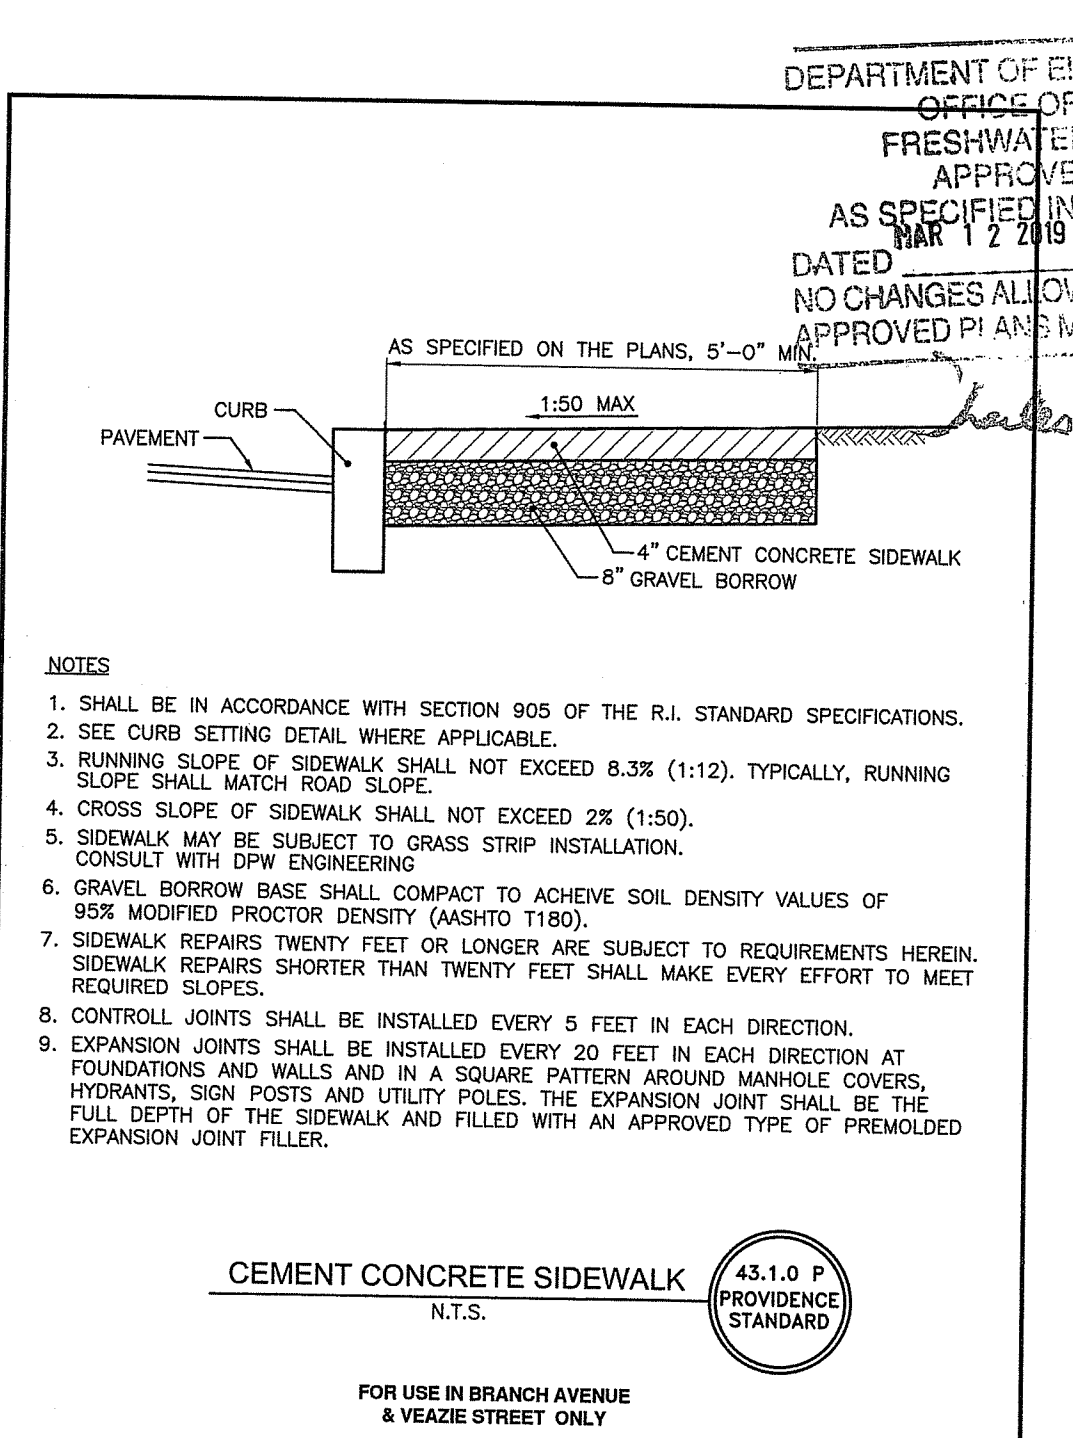 DEPARTMENT OF
OFFICE OF
FRESHWATE
APPROVE
AS SPECIFIED IN
MAR 12 2019
DATED
NO CHANGES ALLOW
APPROVED PLANS M
AS SPECIFIED ON THE PLANS, 5'-0" MIN.
1:50 MAX
CURB
PAVEMENT
4" CEMENT CONCRETE SIDEWALK
8" GRAVEL BORROW
NOTES
1. SHALL BE IN ACCORDANCE WITH SECTION 905 OF THE R.I. STANDARD SPECIFICATIONS.
2. SEE CURB SETTING DETAIL WHERE APPLICABLE.
3. RUNNING SLOPE OF SIDEWALK SHALL NOT EXCEED 8.3% (1:12). TYPICALLY, RUNNING
SLOPE SHALL MATCH ROAD SLOPE.
4. CROSS SLOPE OF SIDEWALK SHALL NOT EXCEED 2% (1:50).
5. SIDEWALK MAY BE SUBJECT TO GRASS STRIP INSTALLATION.
CONSULT WITH DPW ENGINEERING
6. GRAVEL BORROW BASE SHALL COMPACT TO ACHEIVE SOIL DENSITY VALUES OF
95% MODIFIED PROCTOR DENSITY (AASHTO T180).
7. SIDEWALK REPAIRS TWENTY FEET OR LONGER ARE SUBJECT TO REQUIREMENTS HEREIN.
SIDEWALK REPAIRS SHORTER THAN TWENTY FEET SHALL MAKE EVERY EFFORT TO MEET
REQUIRED SLOPES.
8. CONTROLL JOINTS SHALL BE INSTALLED EVERY 5 FEET IN EACH DIRECTION.
9. EXPANSION JOINTS SHALL BE INSTALLED EVERY 20 FEET IN EACH DIRECTION AT
FOUNDATIONS AND WALLS AND IN A SQUARE PATTERN AROUND MANHOLE COVERS,
HYDRANTS, SIGN POSTS AND UTILITY POLES. THE EXPANSION JOINT SHALL BE THE
FULL DEPTH OF THE SIDEWALK AND FILLED WITH AN APPROVED TYPE OF PREMOLDED
EXPANSION JOINT FILLER.
CEMENT CONCRETE SIDEWALK
N.T.S.
43.1.0 P
PROVIDENCE
STANDARD
FOR USE IN BRANCH AVENUE
& VEAZIE STREET ONLY